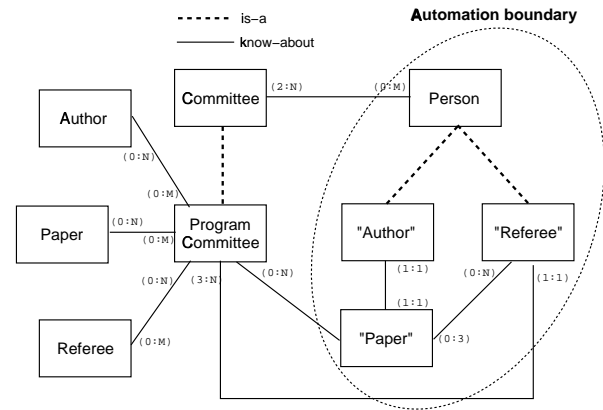 Automation boundary
is-a
know-about
Committee
(2:N)
(0:M)
Person
Author
(0:N)
(0:M)
Paper
(0:N)
(0:M)
Program
Committee
"Author"
"Referee"
(0:N)
(3:N)
(0:N)
(1:1)
(0:N)
(1:1)
(1:1)
Referee
(0:M)
"Paper"
(0:3)